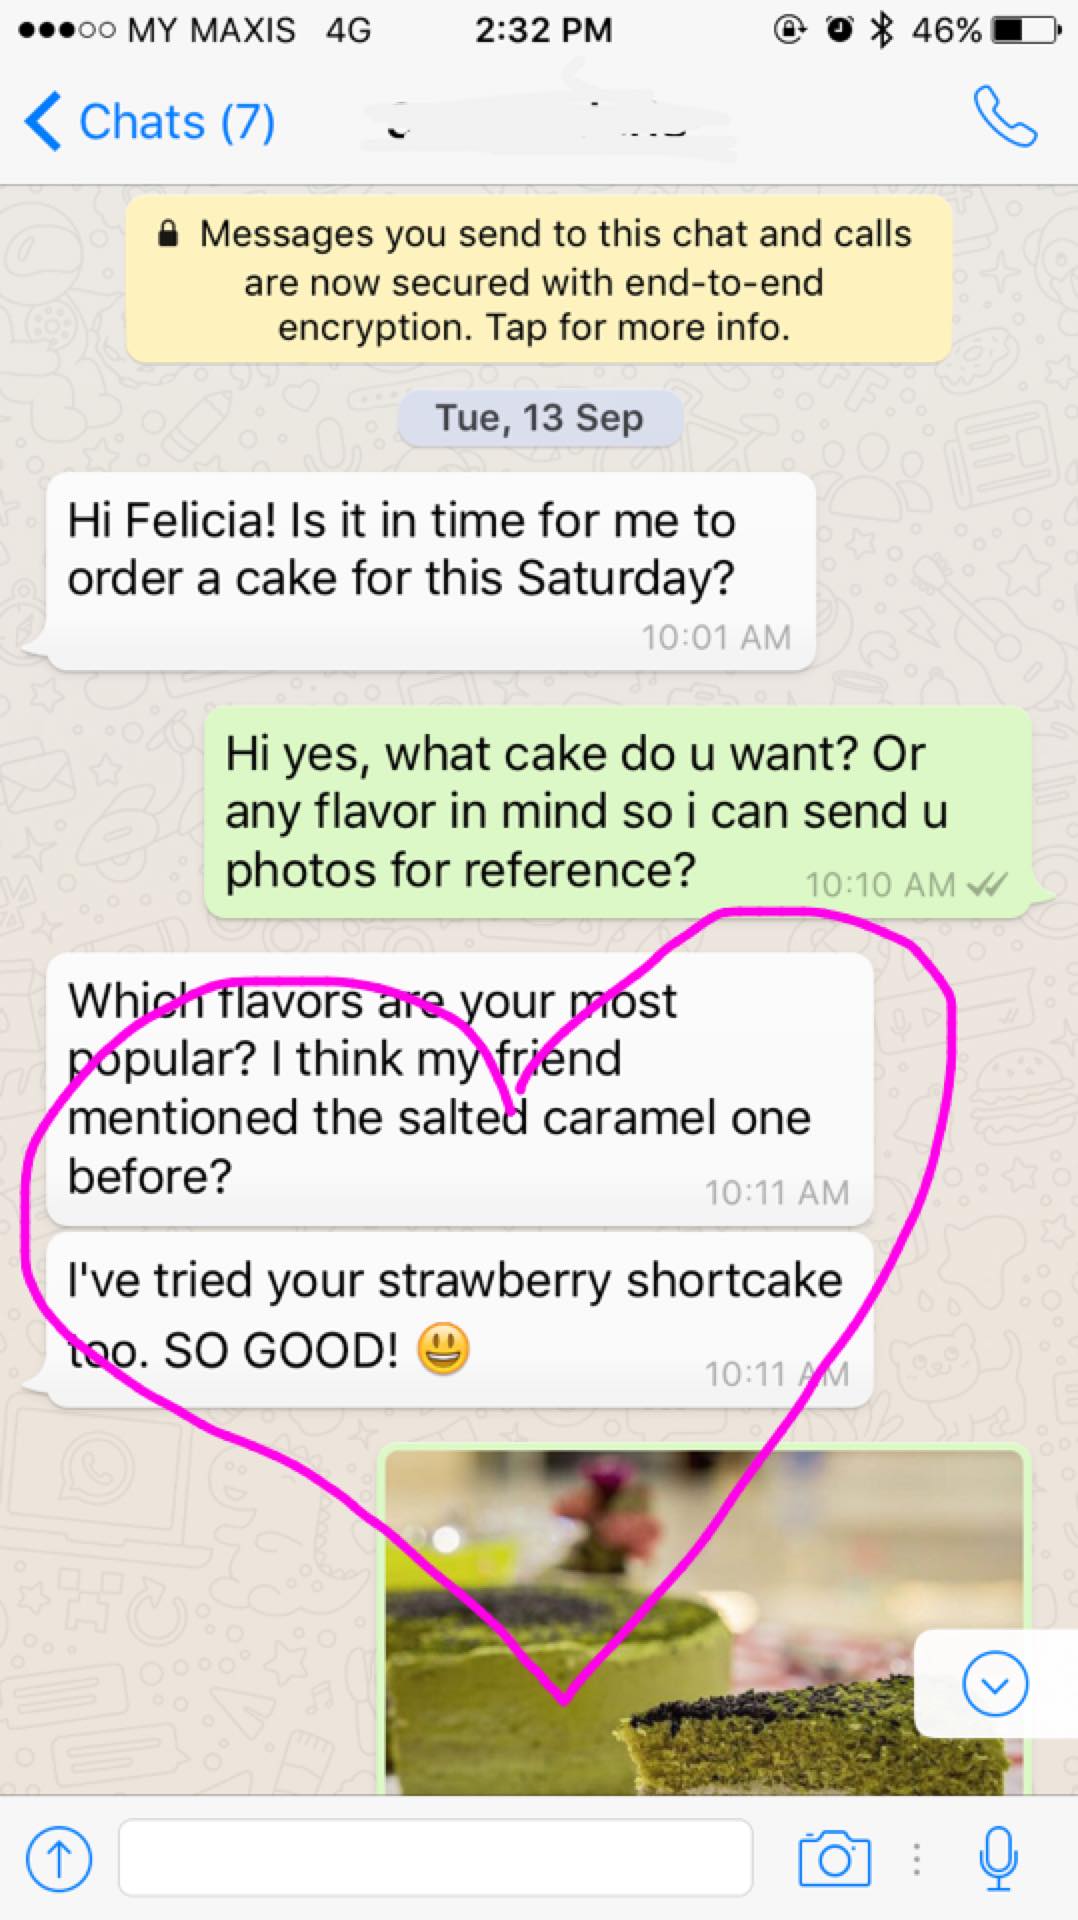 MY MAXIS 4G 2:32 PM 46%
Chats (7)
Messages you send to this chat and calls
are now secured with end-to-end
encryption. Tap for more info.
Tue, 13 Sep
Hi Felicia! Is it in time for me to
order a cake for this Saturday?
10:01 AM
Hi yes, what cake do u want? Or
any flavor in mind so i can send u
photos for reference? 10:10 AM
Which flavors are your most
popular? I think my friend
mentioned the salted caramel one
before? 10:11 AM
I've tried your strawberry shortcake
too. SO GOOD! 😃 10:11 AM